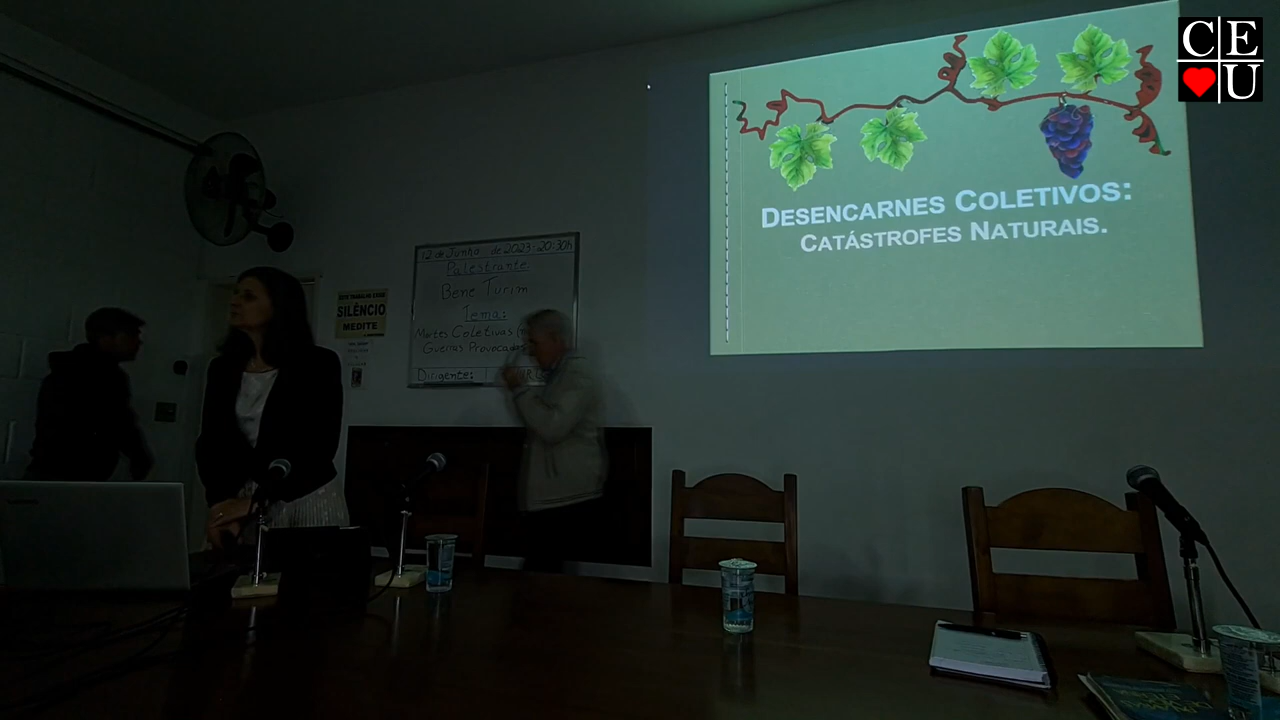 CE
U
DESENCARNES COLETIVOS:
CATÁSTROFES NATURAIS.
12 de Junho de 2023-20:30h
Palestrante
Bene Turim
Tema:
Mortes Coletivas
Guerras Provocadas
Dirigente:
SILÊNCIO
MEDITE